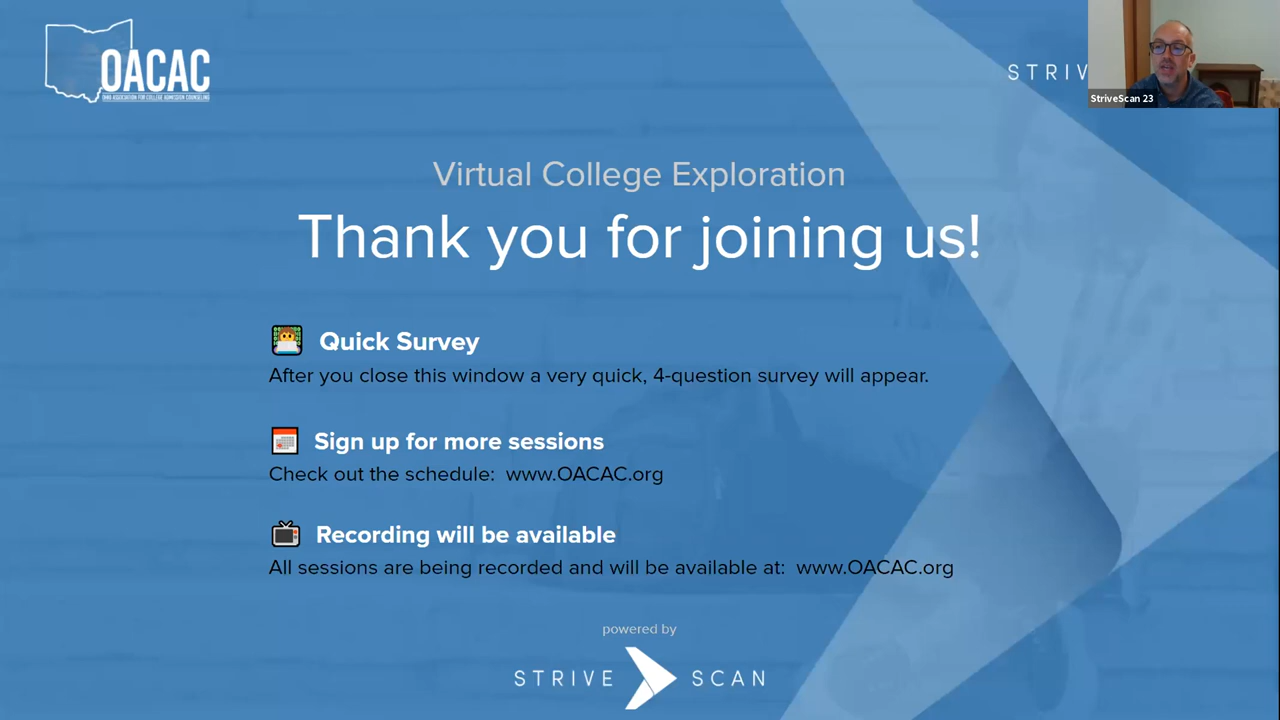 OACAC
OHIO ASSOCIATION FOR COLLEGE ADMISSION COUNSELING
STRIV
StriveScan 23
Virtual College Exploration
Thank you for joining us!
Quick Survey
After you close this window a very quick, 4-question survey will appear.
Sign up for more sessions
Check out the schedule: www.OACAC.org
Recording will be available
All sessions are being recorded and will be available at: www.OACAC.org
powered by
STRIVE SCAN